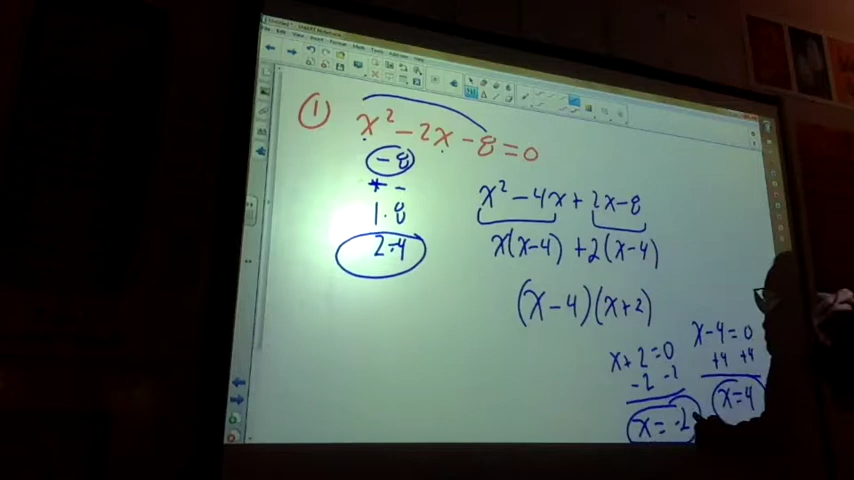 ① x² - 2x - 8 = 0
-8
+ -
1 · 8
2 · 4
x² - 4x + 2x - 8
x(x-4) + 2(x-4)
(x-4)(x+2)
x+2=0
-2 -2
x = -2
x-4=0
+4 +4
x=4